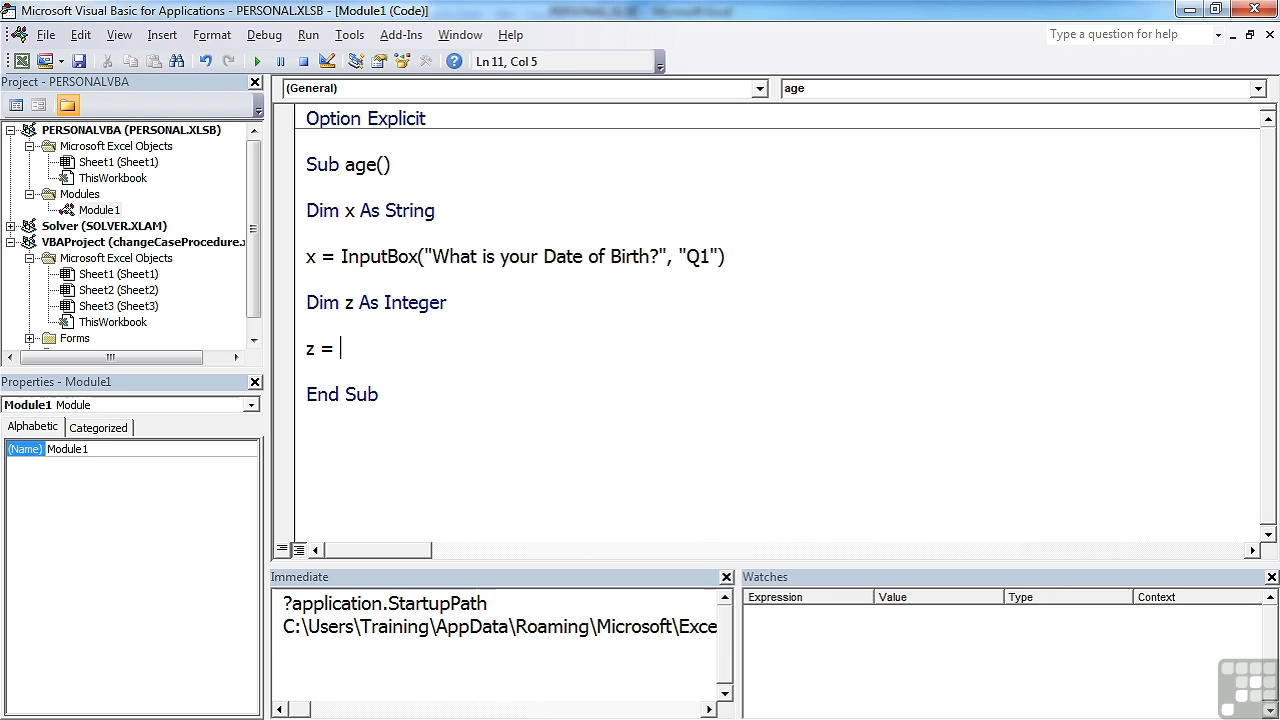 Microsoft Visual Basic for Applications - PERSONAL.XLSB - [Module1 (Code)]
File Edit View Insert Format Debug Run Tools Add-Ins Window Help
Type a question for help
Ln 11, Col 5
Project - PERSONALVBA
PERSONALVBA (PERSONAL.XLSB)
Microsoft Excel Objects
Sheet1 (Sheet1)
ThisWorkbook
Modules
Module1
Solver (SOLVER.XLAM)
VBAProject (changeCaseProcedure.x
Microsoft Excel Objects
Sheet1 (Sheet1)
Sheet2 (Sheet2)
Sheet3 (Sheet3)
ThisWorkbook
Forms
Properties - Module1
Module1 Module
Alphabetic Categorized
(Name) Module1
(General) age
Option Explicit
Sub age()
Dim x As String
x = InputBox("What is your Date of Birth?", "Q1")
Dim z As Integer
z =
End Sub
Immediate
?application.StartupPath
C:\Users\Training\AppData\Roaming\Microsoft\Exce
Watches
Expression Value Type Context